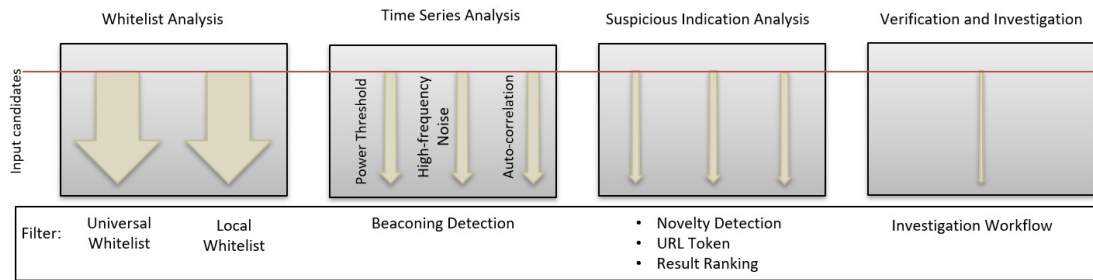 Whitelist Analysis
Time Series Analysis
Suspicious Indication Analysis
Verification and Investigation
Input candidates
Power Threshold
High-frequency
Noise
Auto-correlation
Filter:
Universal
Whitelist
Local
Whitelist
Beaconing Detection
• Novelty Detection
• URL Token
• Result Ranking
Investigation Workflow